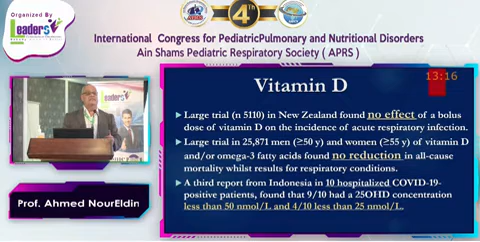 Organized By
Leaders
4TH
International Congress for PediatricPulmonary and Nutritional Disorders
Ain Shams Pediatric Respiratory Society ( APRS )
13:16
Vitamin D
Large trial (n 5110) in New Zealand found no effect of a bolus
dose of vitamin D on the incidence of acute respiratory infection.
Large trial in 25,871 men (≥50 y) and women (≥55 y) of vitamin D
and/or omega-3 fatty acids found no reduction in all-cause
mortality whilst results for respiratory conditions.
A third report from Indonesia in 10 hospitalized COVID-19-
positive patients, found that 9/10 had a 25OHD concentration
less than 50 nmol/L and 4/10 less than 25 nmol/L.
Leaders
Prof. Ahmed NourEldin